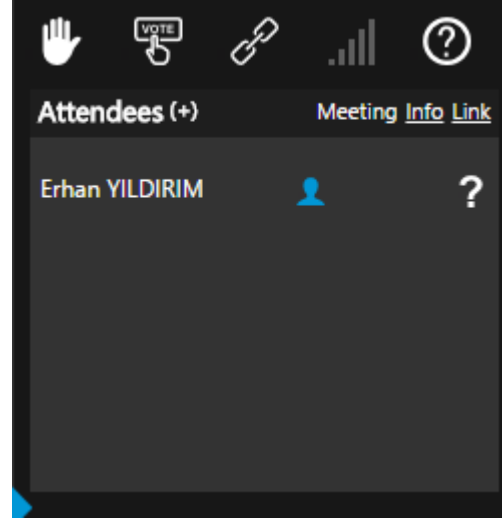 VOTE
?
Attendees (+) Meeting Info Link
Erhan YILDIRIM ?